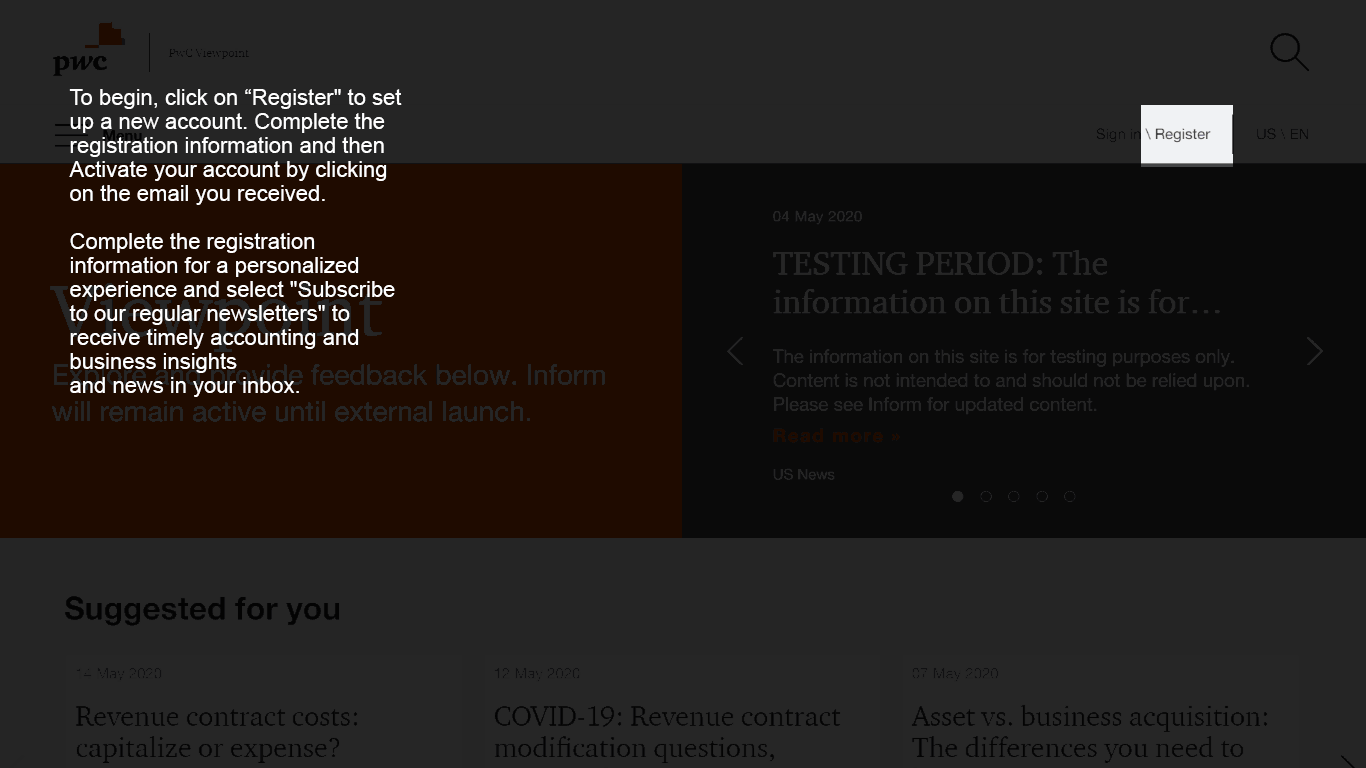 pwc
PwC Viewpoint
To begin, click on “Register" to set
up a new account. Complete the
registration information and then
Activate your account by clicking
on the email you received.
Menu
Sign in \ Register
US \ EN
Complete the registration
information for a personalized
experience and select "Subscribe
to our regular newsletters" to
receive timely accounting and
business insights
and news in your inbox.
Viewpoint
Explore and provide feedback below. Inform
will remain active until external launch.
04 May 2020
TESTING PERIOD: The
information on this site is for…
The information on this site is for testing purposes only.
Content is not intended to and should not be relied upon.
Please see Inform for updated content.
Read more »
US News
Suggested for you
14 May 2020
Revenue contract costs:
capitalize or expense?
12 May 2020
COVID-19: Revenue contract
modification questions,
07 May 2020
Asset vs. business acquisition:
The differences you need to